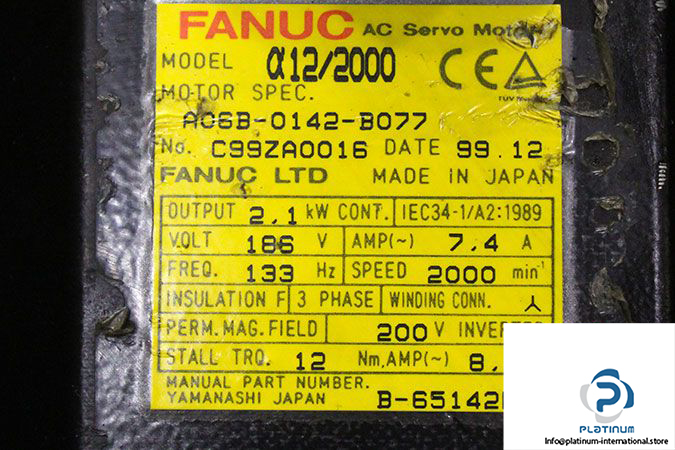 FANUC AC Servo Motor
MODEL α12/2000
CE
TUV
MOTOR SPEC.
A06B-0142-B077
No. C99ZA0016 DATE 99.12
FANUC LTD MADE IN JAPAN
OUTPUT 2,1 kW CONT. IEC34-1/A2:1989
VOLT 186 V AMP(~) 7,4 A
FREQ. 133 Hz SPEED 2000 min⁻¹
INSULATION F 3 PHASE WINDING CONN.
PERM.MAG.FIELD 200 V
STALL TRQ. 12 Nm,AMP(~) 8,
MANUAL PART NUMBER.
YAMANASHI JAPAN B-65142
PLATINUM
Info@platinum-international.store